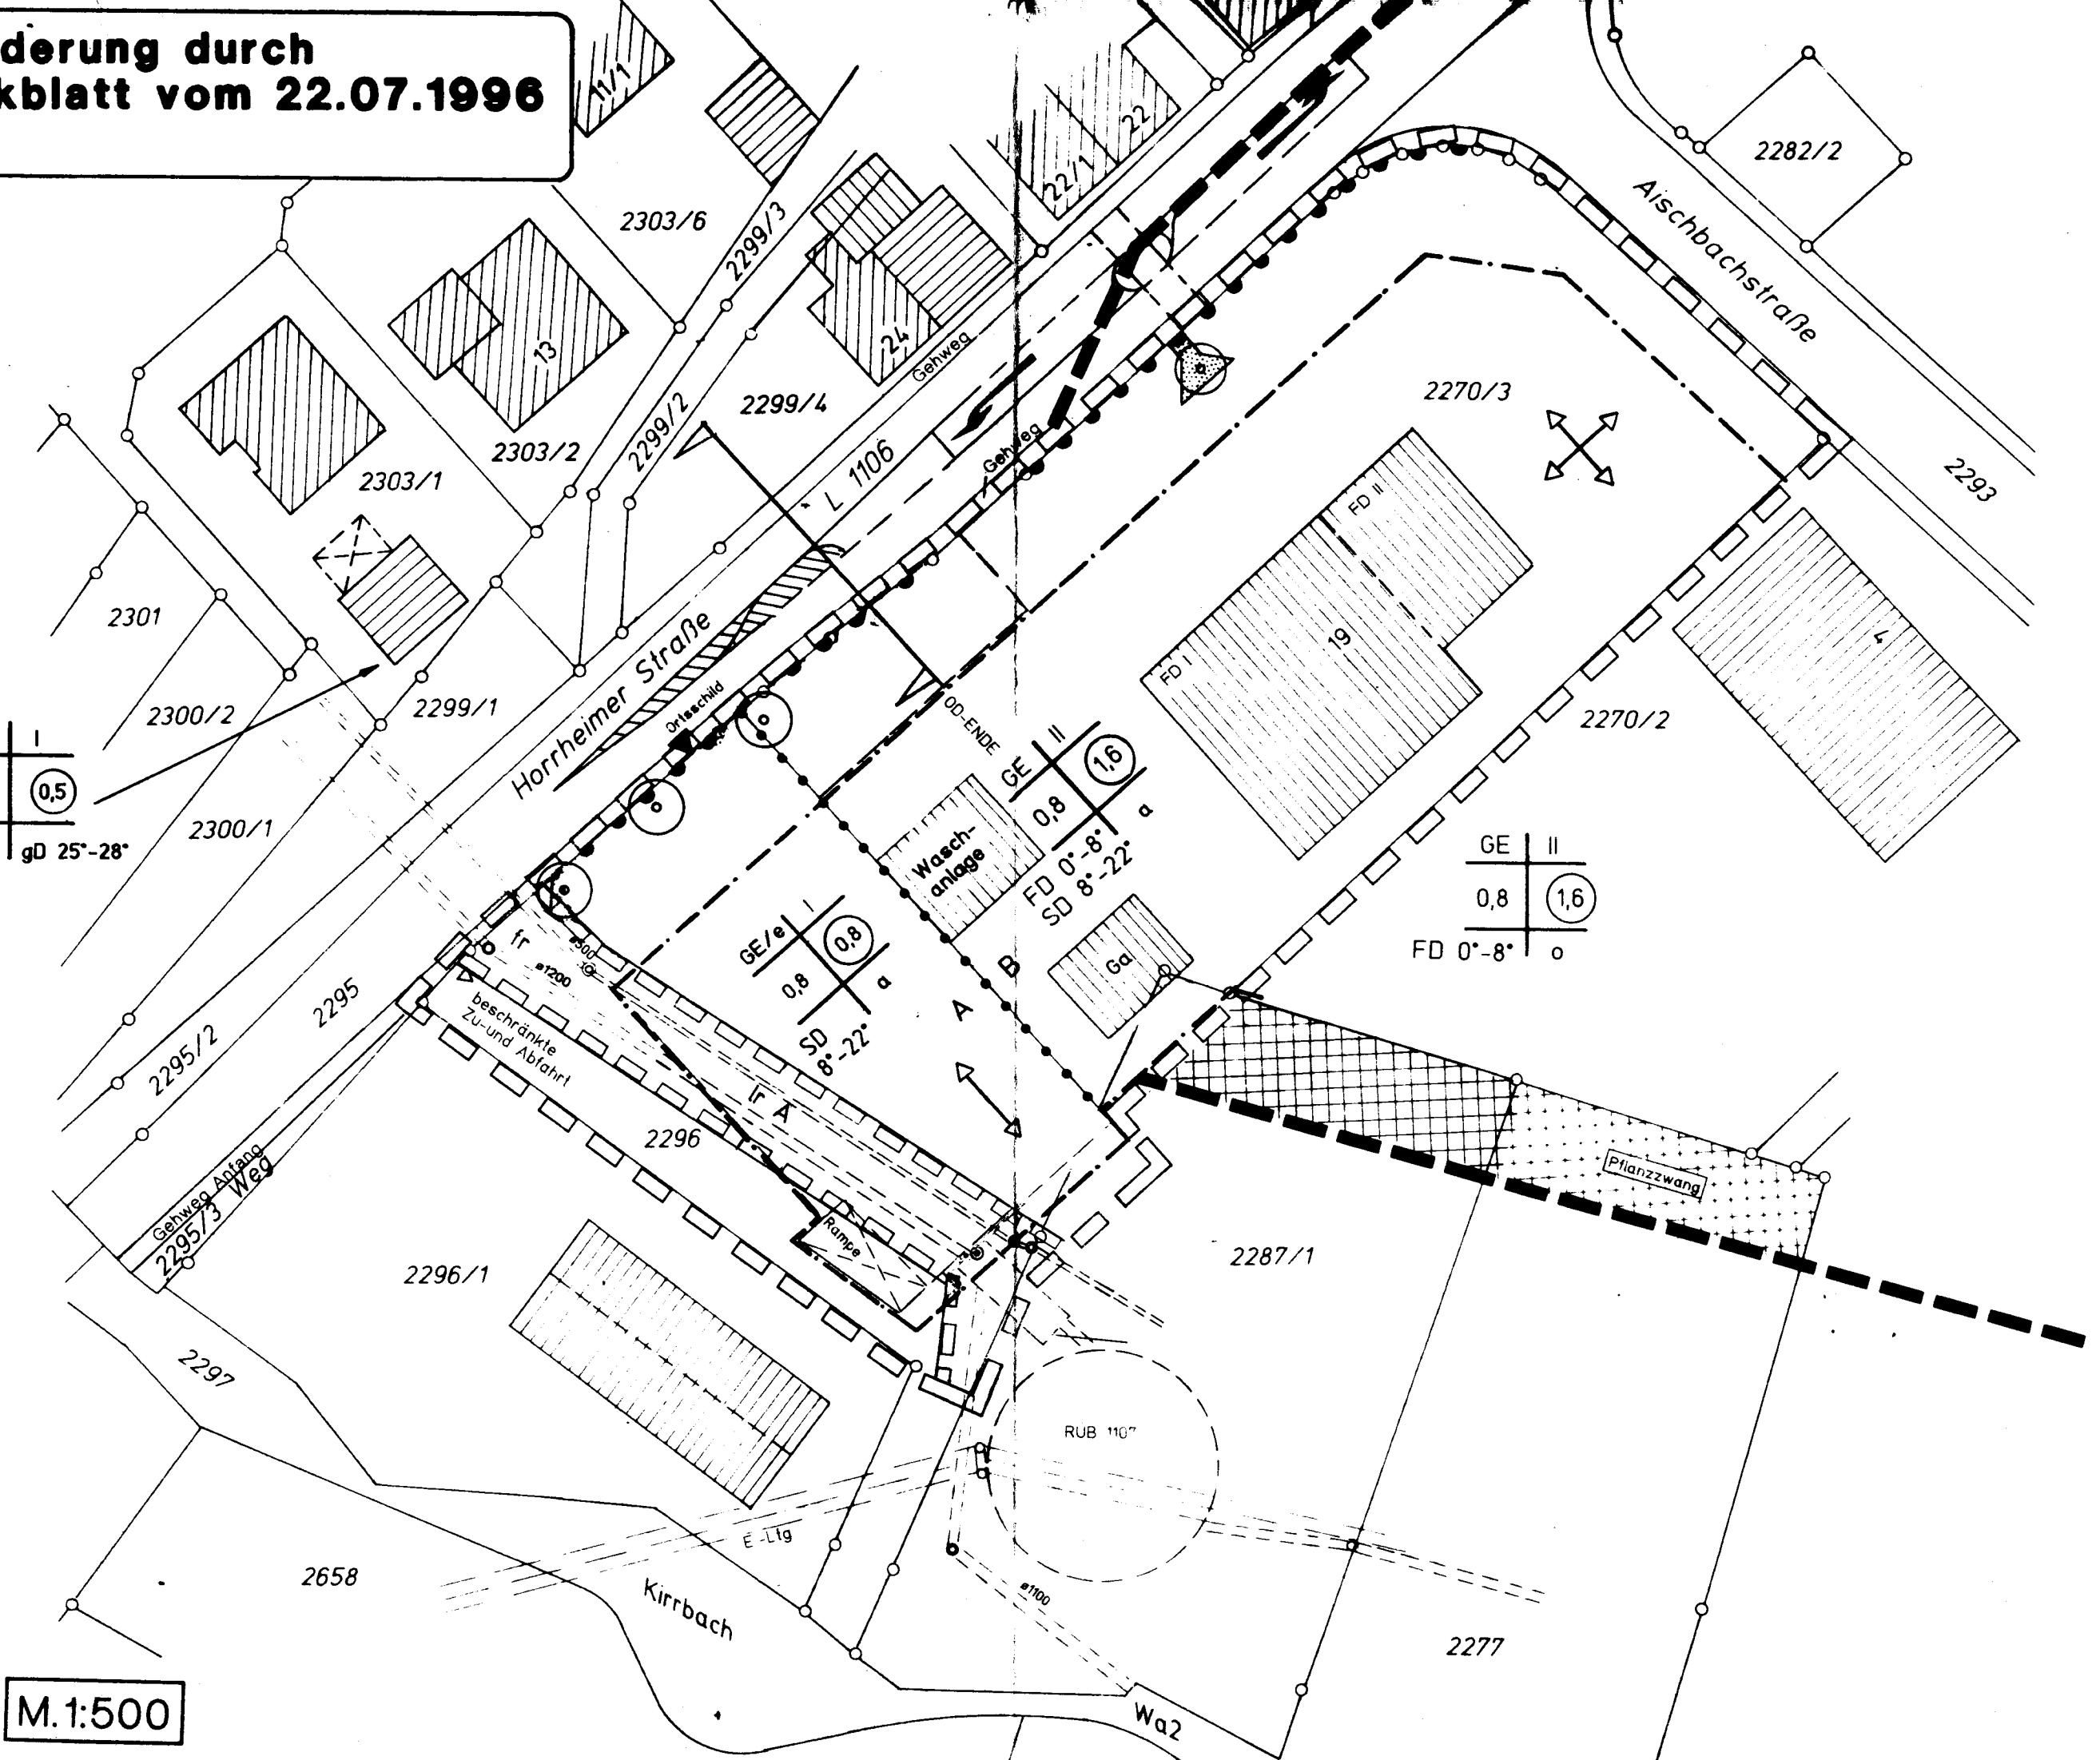 derung durch
kblatt vom 22.07.1996
11/1
22
22/1
2282/2
Aischbachstraße
2303/6
2299/3
13
24
Gehweg
2299/4
2299/2
2303/2
2303/1
L 1106
Gehweg
2270/3
2293
FD II
FD I
19
4
2301
2300/2
2299/1
Horrheimer Straße
Ortsschild
OD-ENDE
2270/2
I
0,5
gD 25°-28°
2300/1
GE II
0,8 1,6
a
FD 0°-8°
SD 8°-22°
Wasch-
anlage
GE II
0,8 1,6
FD 0°-8° o
GE/e I
0,8 0,8
a
SD
8°-22°
Ga
B
A
fr
ø500
ø1200
beschränkte
Zu-und Abfahrt
lr A
2295
2295/2
2296
Gehweg Anfang
2295/3 Weg
Pflanzzwang
Rampe
2296/1
2287/1
2297
RÜB 1107
E-Ltg
2658
Kirrbach
ø1100
2277
Wa2
M.1:500